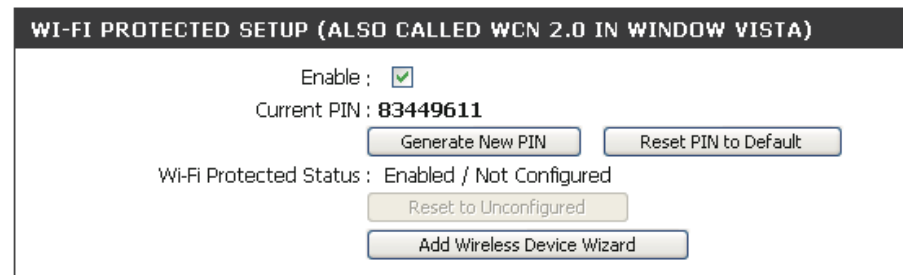 WI-FI PROTECTED SETUP (ALSO CALLED WCN 2.0 IN WINDOW VISTA)
Enable :
Current PIN : 83449611
Generate New PIN Reset PIN to Default
Wi-Fi Protected Status : Enabled / Not Configured
Reset to Unconfigured
Add Wireless Device Wizard